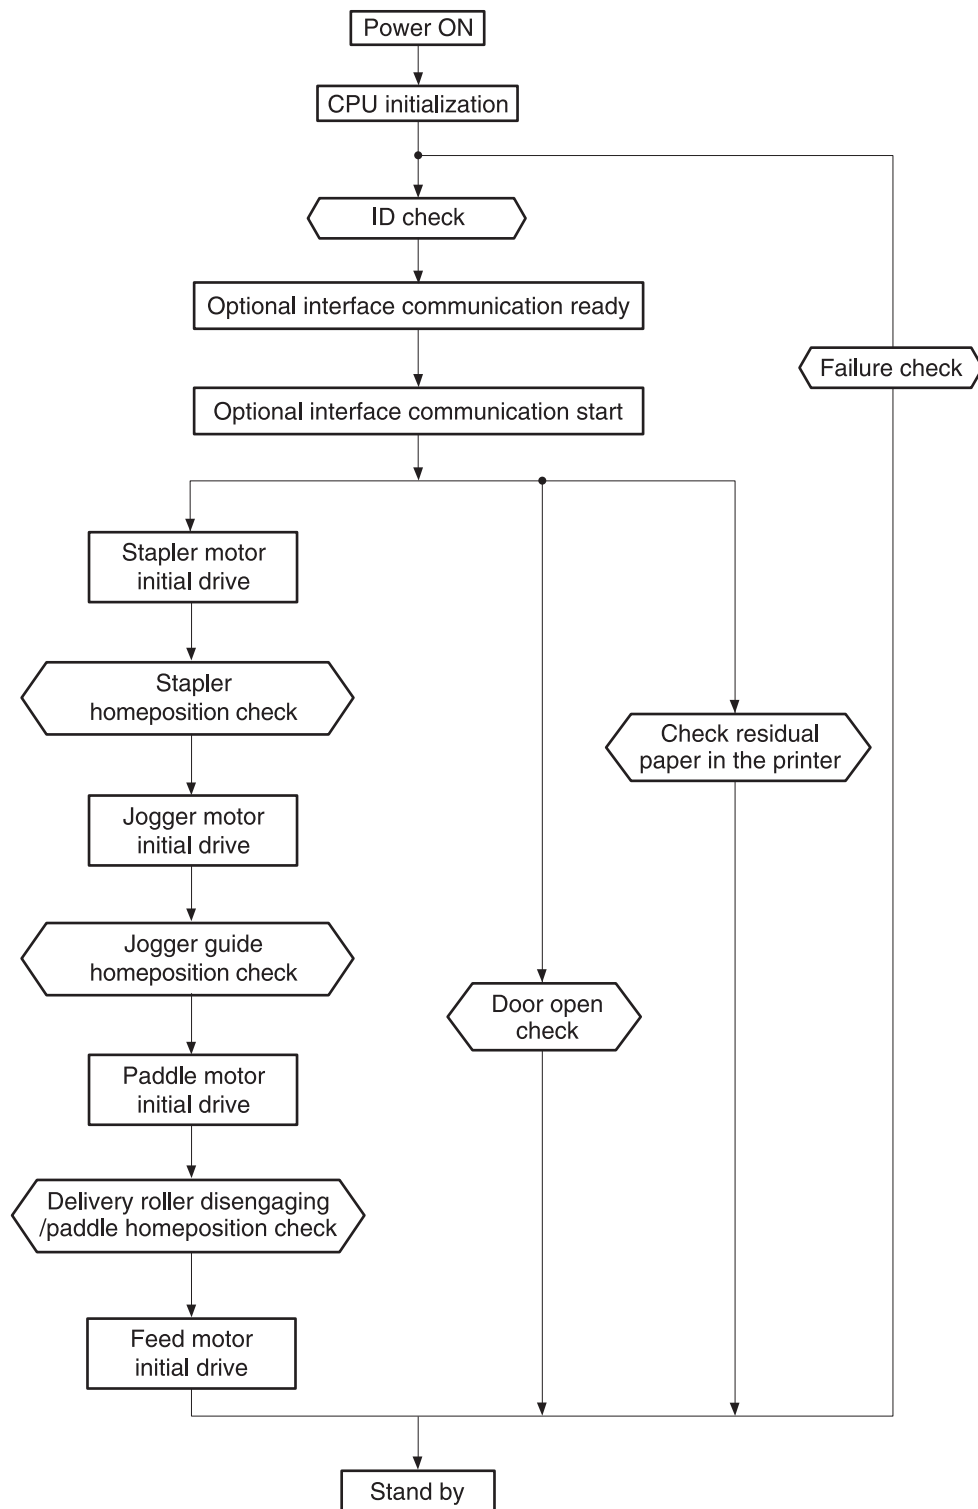 Power ON
CPU initialization
ID check
Optional interface communication ready
Failure check
Optional interface communication start
Stapler motor
initial drive
Stapler
homeposition check
Check residual
paper in the printer
Jogger motor
initial drive
Jogger guide
homeposition check
Door open
check
Paddle motor
initial drive
Delivery roller disengaging
/paddle homeposition check
Feed motor
initial drive
Stand by